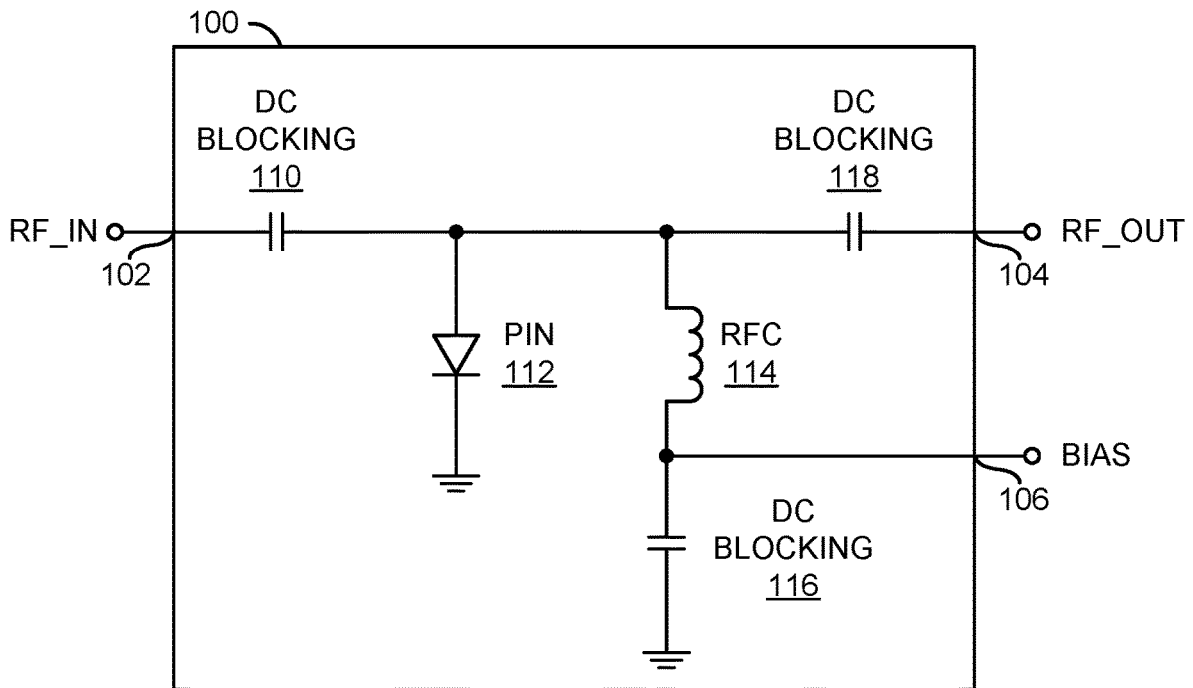 100
DC
BLOCKING
110
DC
BLOCKING
118
RF_IN
RF_OUT
102
104
PIN
112
RFC
114
BIAS
106
DC
BLOCKING
116